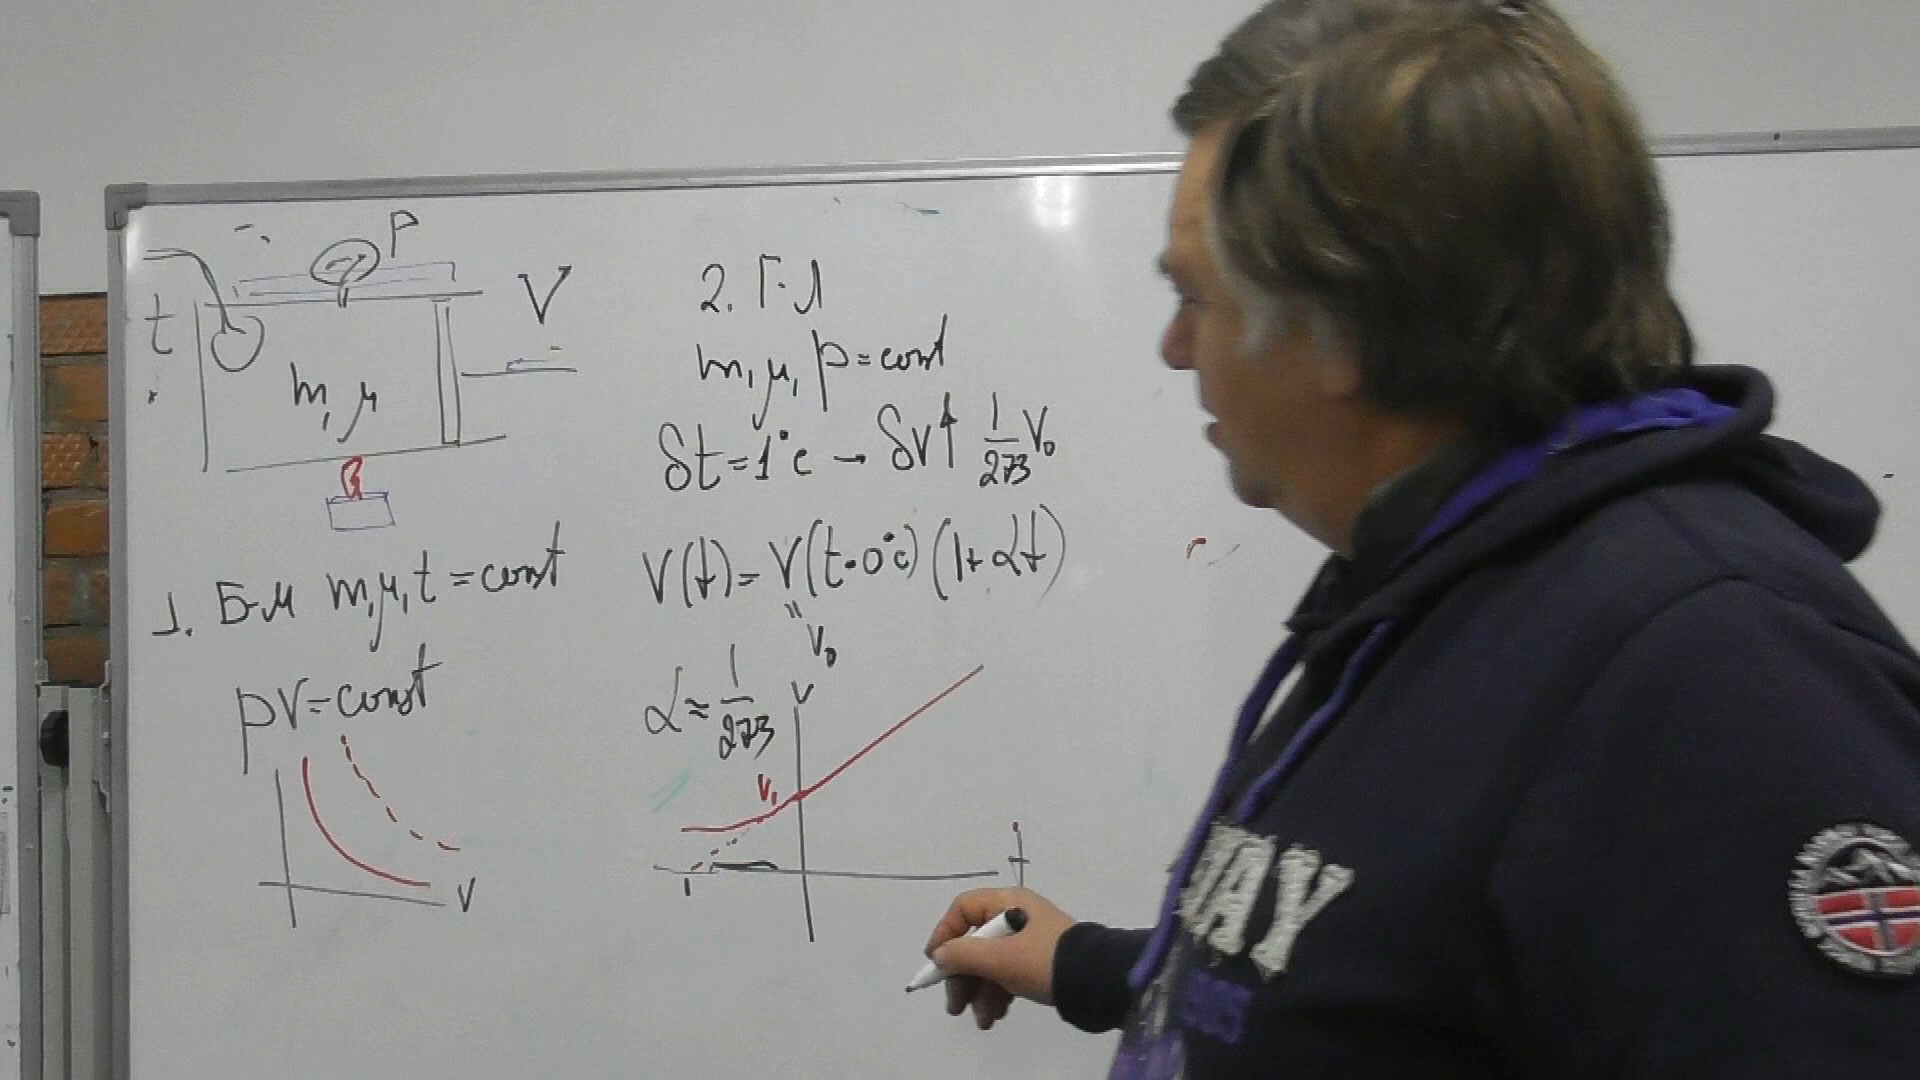 P
t
V
m, μ
1. Б-М m, μ, t = const
pV = const
V
2. Г-Л
m, μ, p = const
δt = 1°c → δV↑ 1/273 V₀
V(t) = V(t=0°c) (1+αt)
"
V₀
α ≈ 1/273
V
V₁
t
WAY